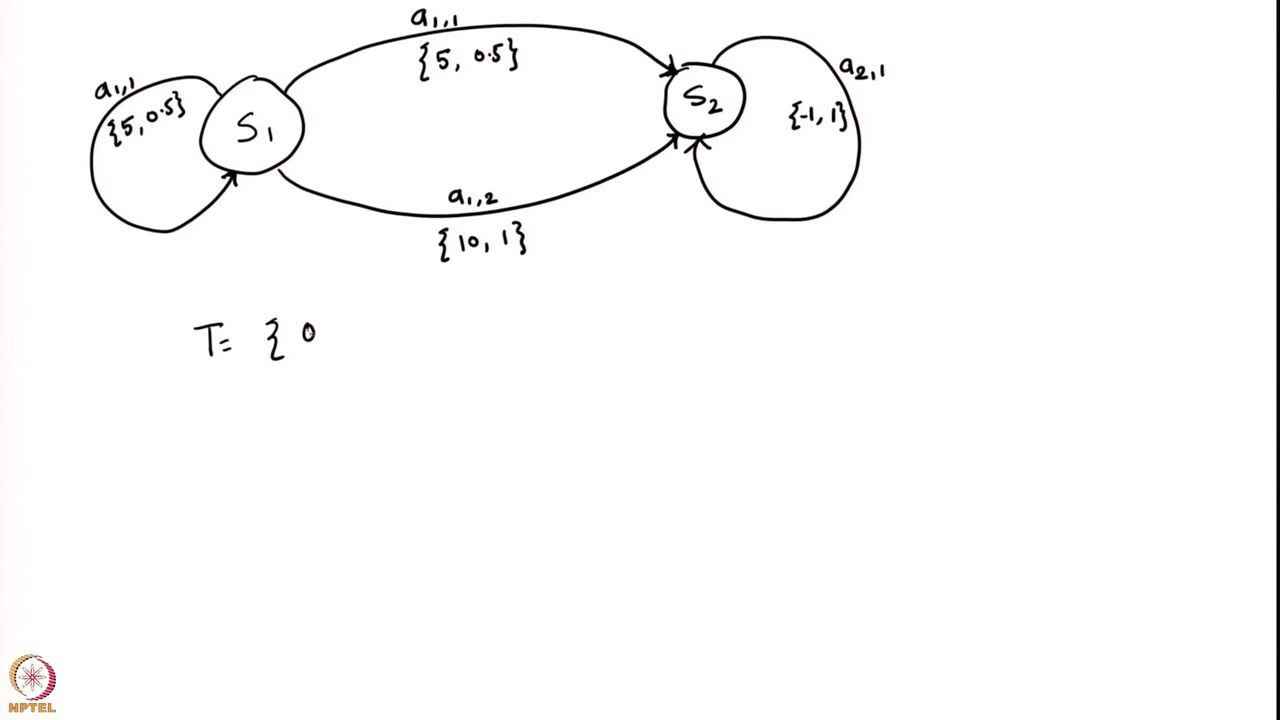 a₁,₁
{5, 0.5}
a₁,₁
{5, 0.5}
S₁
S₂
a₂,₁
{-1, 1}
a₁,₂
{10, 1}
T = { 0
NPTEL